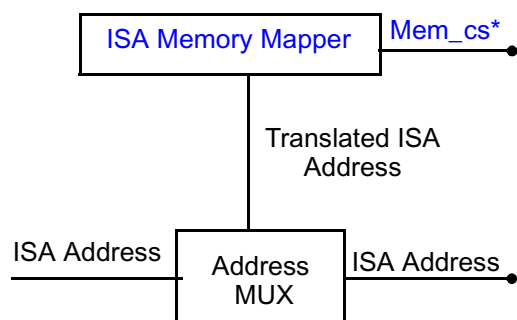 ISA Memory Mapper
Mem_cs*
Translated ISA
Address
ISA Address
Address
MUX
ISA Address